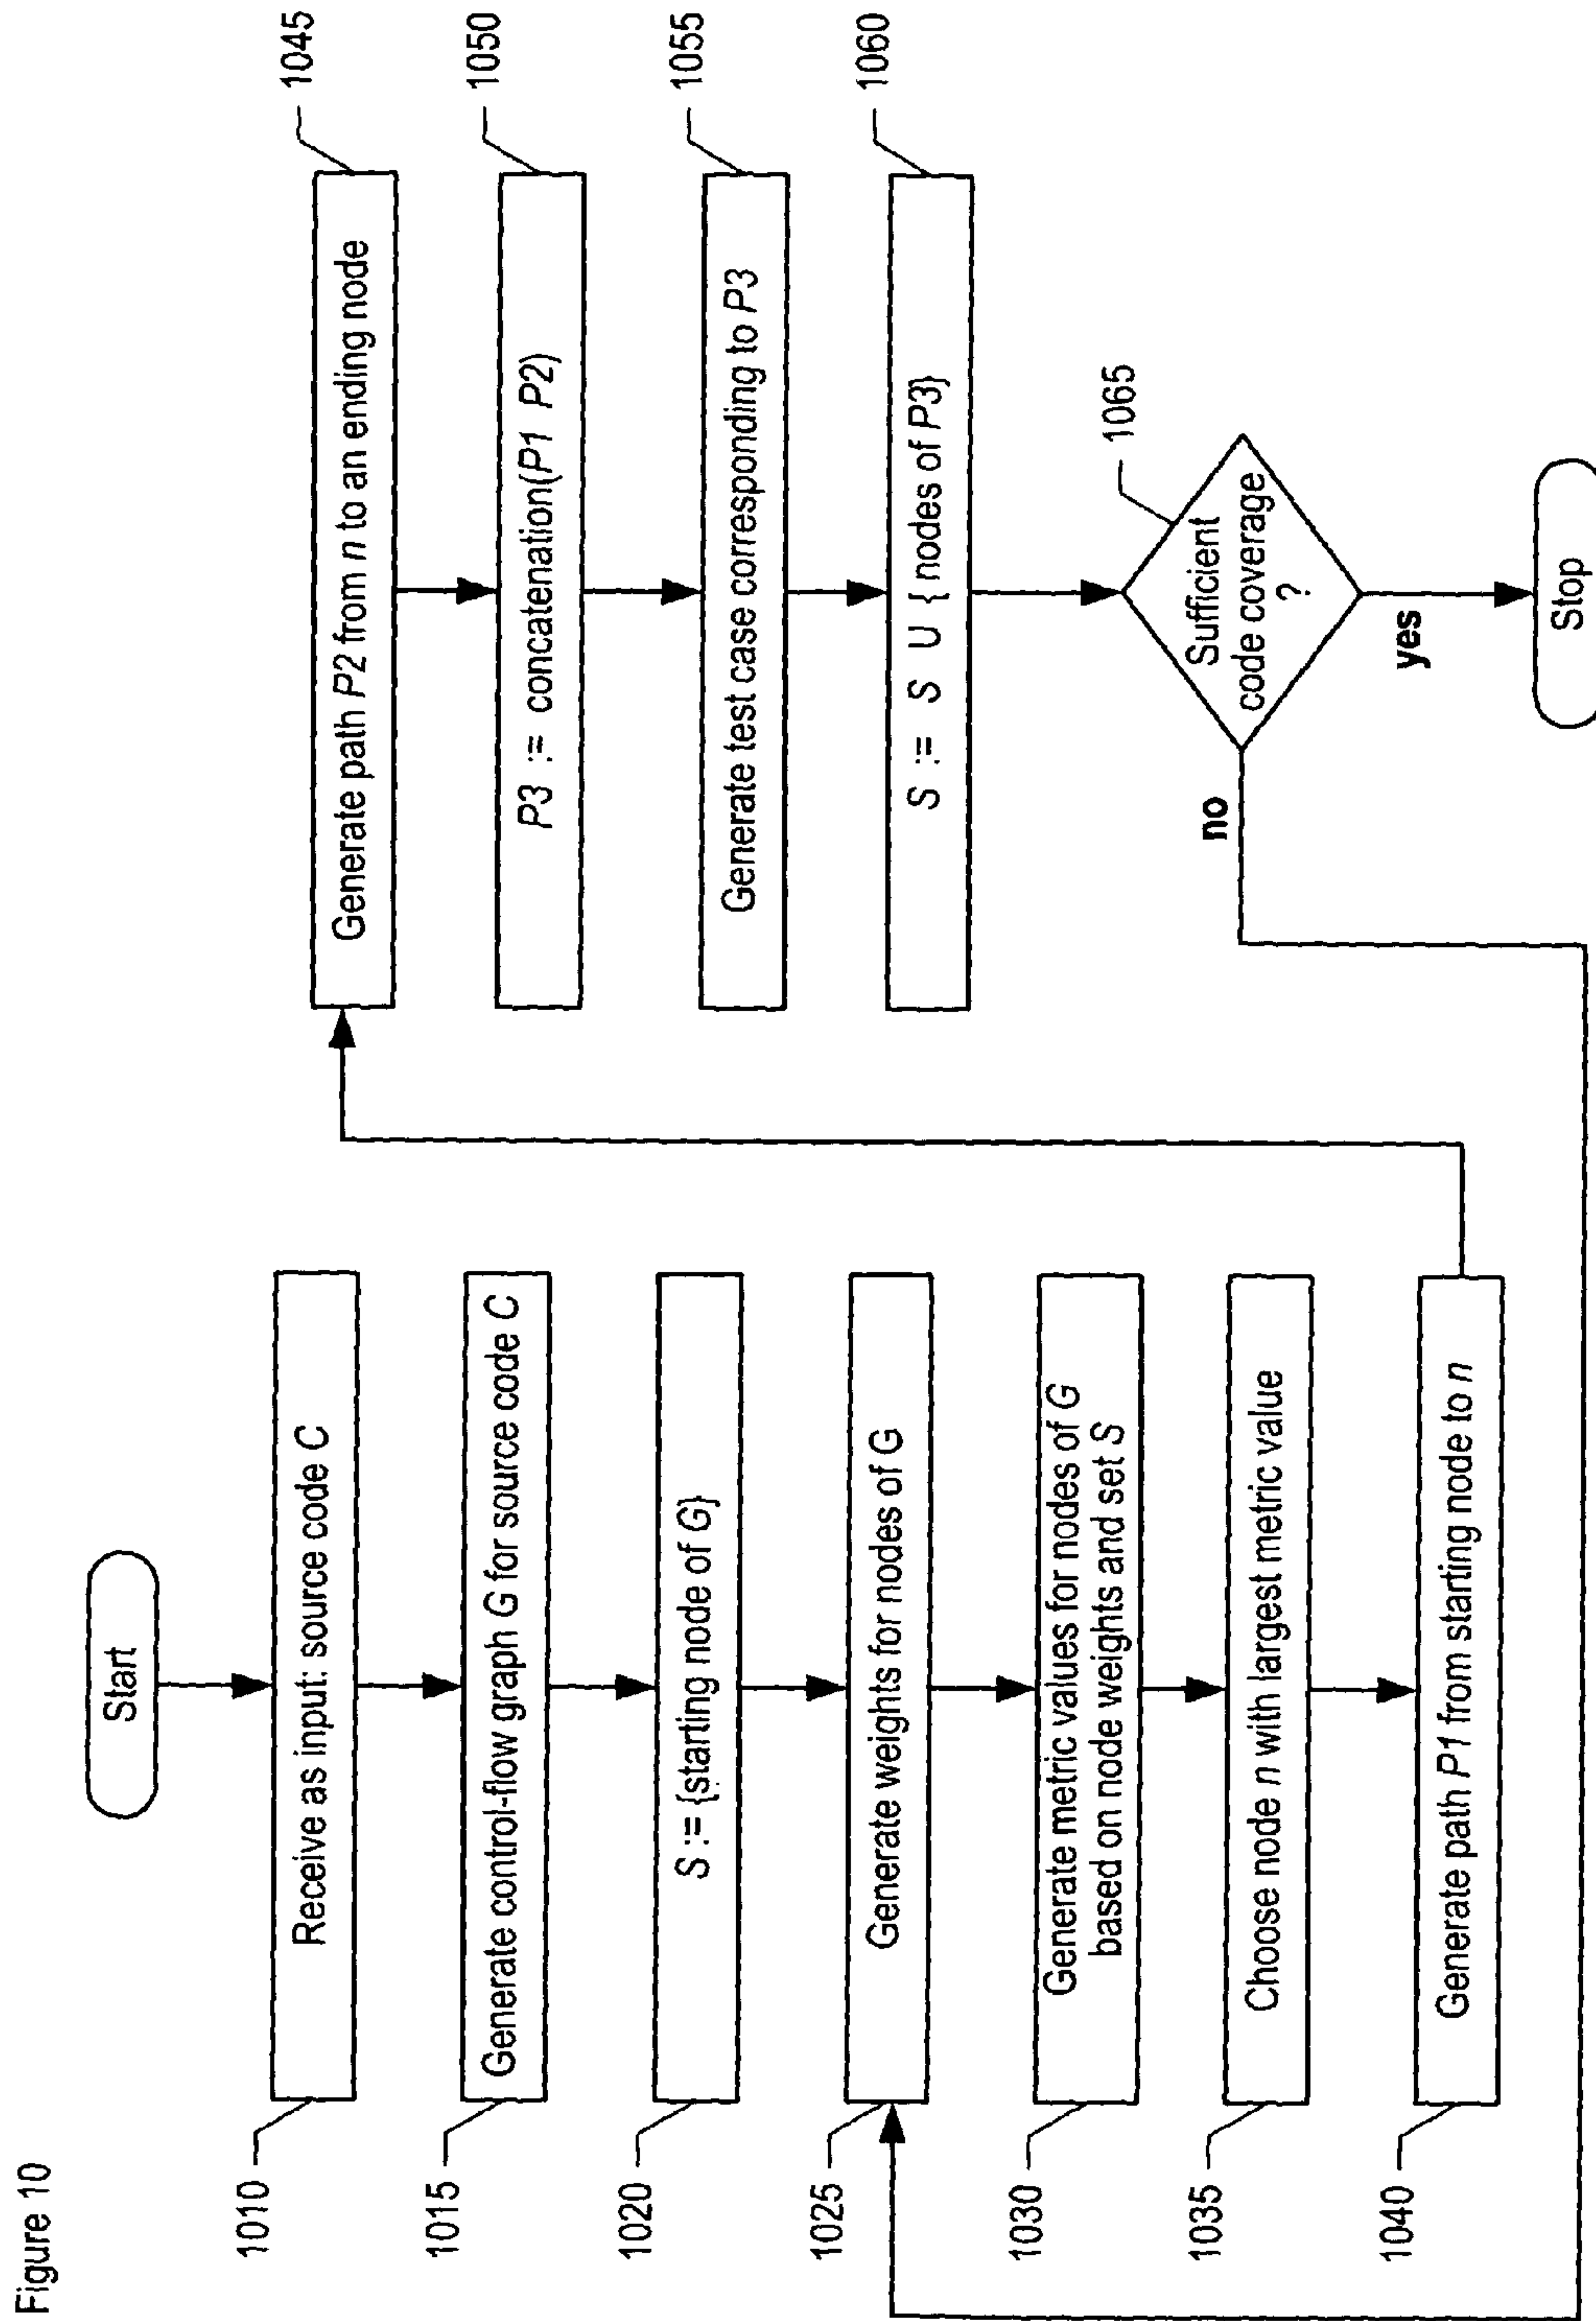 Figure 10
Start
1010
Receive as input: source code C
1015
Generate control-flow graph G for source code C
1020
S := {starting node of G}
1025
Generate weights for nodes of G
1030
Generate metric values for nodes of G
based on node weights and set S
1035
Choose node n with largest metric value
1040
Generate path P1 from starting node to n
1045
Generate path P2 from n to an ending node
1050
P3 := concatenation(P1 P2)
1055
Generate test case corresponding to P3
1060
S := S U { nodes of P3}
1065
Sufficient
code coverage
?
no
yes
Stop